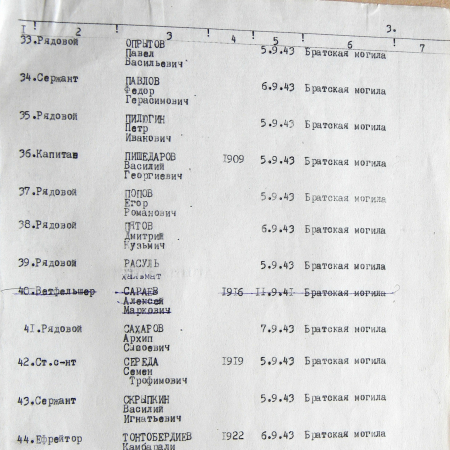 3.
1 ! 2 ! 3 ! 4 ! 5 ! 6 ! 7
33.Рядовой ОПРЫТОВ 5.9.43 Братская могила
Павел
Васильевич
34.Сержант ПАВЛОВ 6.9.43 Братская могила
Федор
Герасимович
35.Рядовой ПИЛЮГИН 5.9.43 Братская могила
Петр
Иванович
36.Капитан ПИШЕДАРОВ 1909 5.9.43 Братская могила
Василий
Георгиевич
37.Рядовой ПОПОВ 5.9.43 Братская могила
Егор
Романович
38.Рядовой ПЯТОВ 6.9.43 Братская могила
Дмитрий
Кузьмич
39.Рядовой РАСУЛЬ 5.9.43 Братская могила
40.Ветфельшер САРАЕВ 1916 11.9.41 Братская могила
Алексей
Маркович
41.Рядовой САХАРОВ 7.9.43 Братская могила
Архип
Сысоевич
42.Ст.с-нт СЕРЕДА 1919 5.9.43 Братская могила
Семен
Трофимович
43.Сержант СКРЫПКИН 5.9.43 Братская могила
Василий
Игнатьевич
44.Ефрейтор ТОНТОБЕРДИЕВ 1922 6.9.43 Братская могила
Камбарали